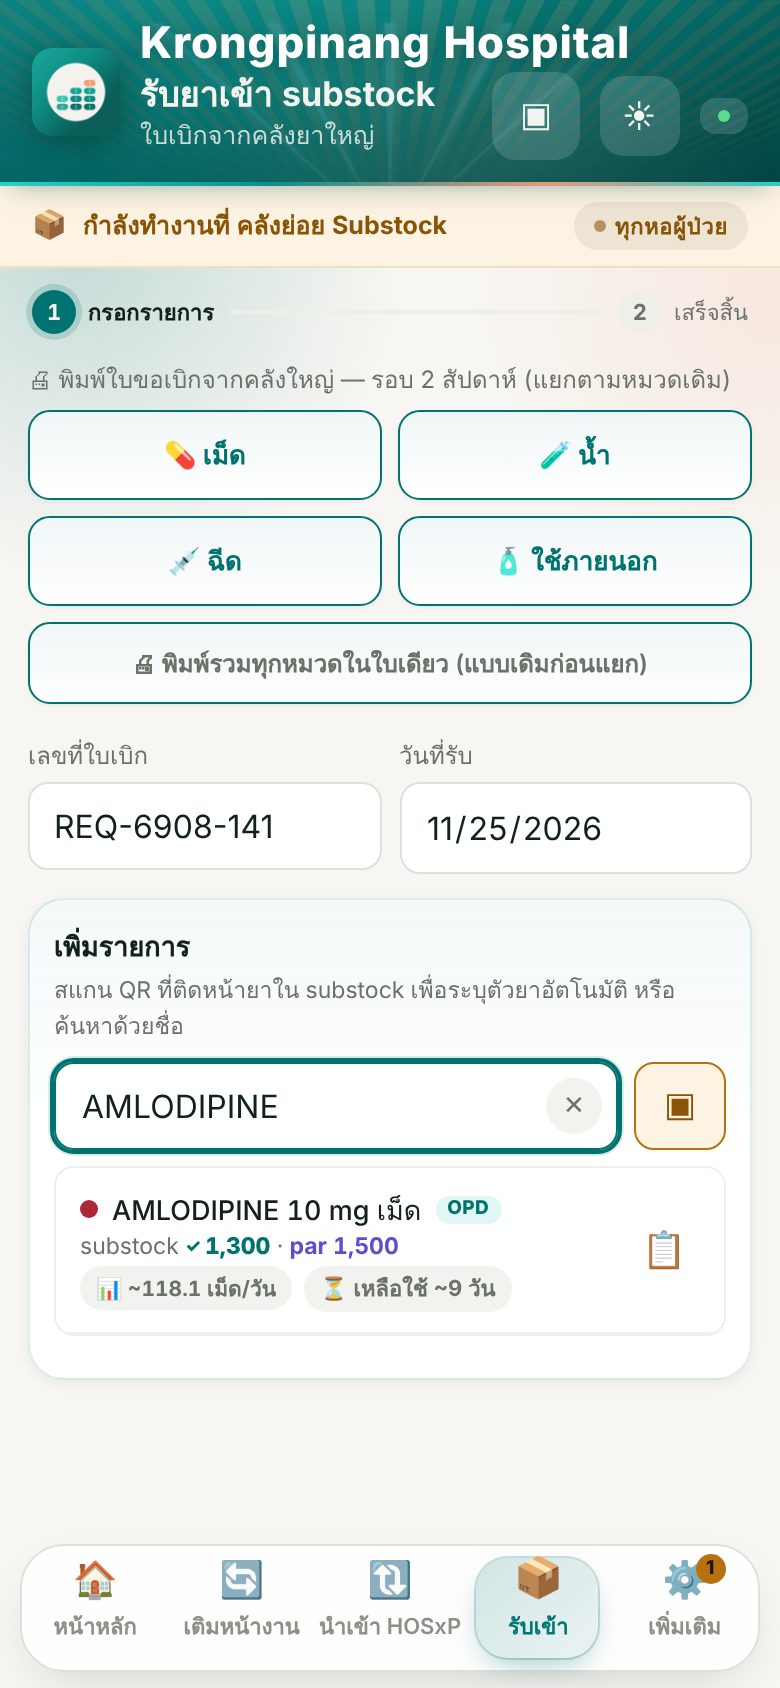 Krongpinang Hospital
รับยาเข้า substock
ใบเบิกจากคลังยาใหญ่
กำลังทำงานที่ คลังย่อย Substock
ทุกหอผู้ป่วย
1 กรอกรายการ
2 เสร็จสิ้น
พิมพ์ใบขอเบิกจากคลังใหญ่ — รอบ 2 สัปดาห์ (แยกตามหมวดเดิม)
เม็ด
น้ำ
ฉีด
ใช้ภายนอก
พิมพ์รวมทุกหมวดในใบเดียว (แบบเดิมก่อนแยก)
เลขที่ใบเบิก
วันที่รับ
REQ-6908-141
11/25/2026
เพิ่มรายการ
สแกน QR ที่ติดหน้ายาใน substock เพื่อระบุตัวยาอัตโนมัติ หรือ
ค้นหาด้วยชื่อ
AMLODIPINE
AMLODIPINE 10 mg เม็ด OPD
substock ✓1,300 · par 1,500
~118.1 เม็ด/วัน
เหลือใช้ ~9 วัน
หน้าหลัก
เติมหน้างาน
นำเข้า HOSxP
รับเข้า
1
เพิ่มเติม